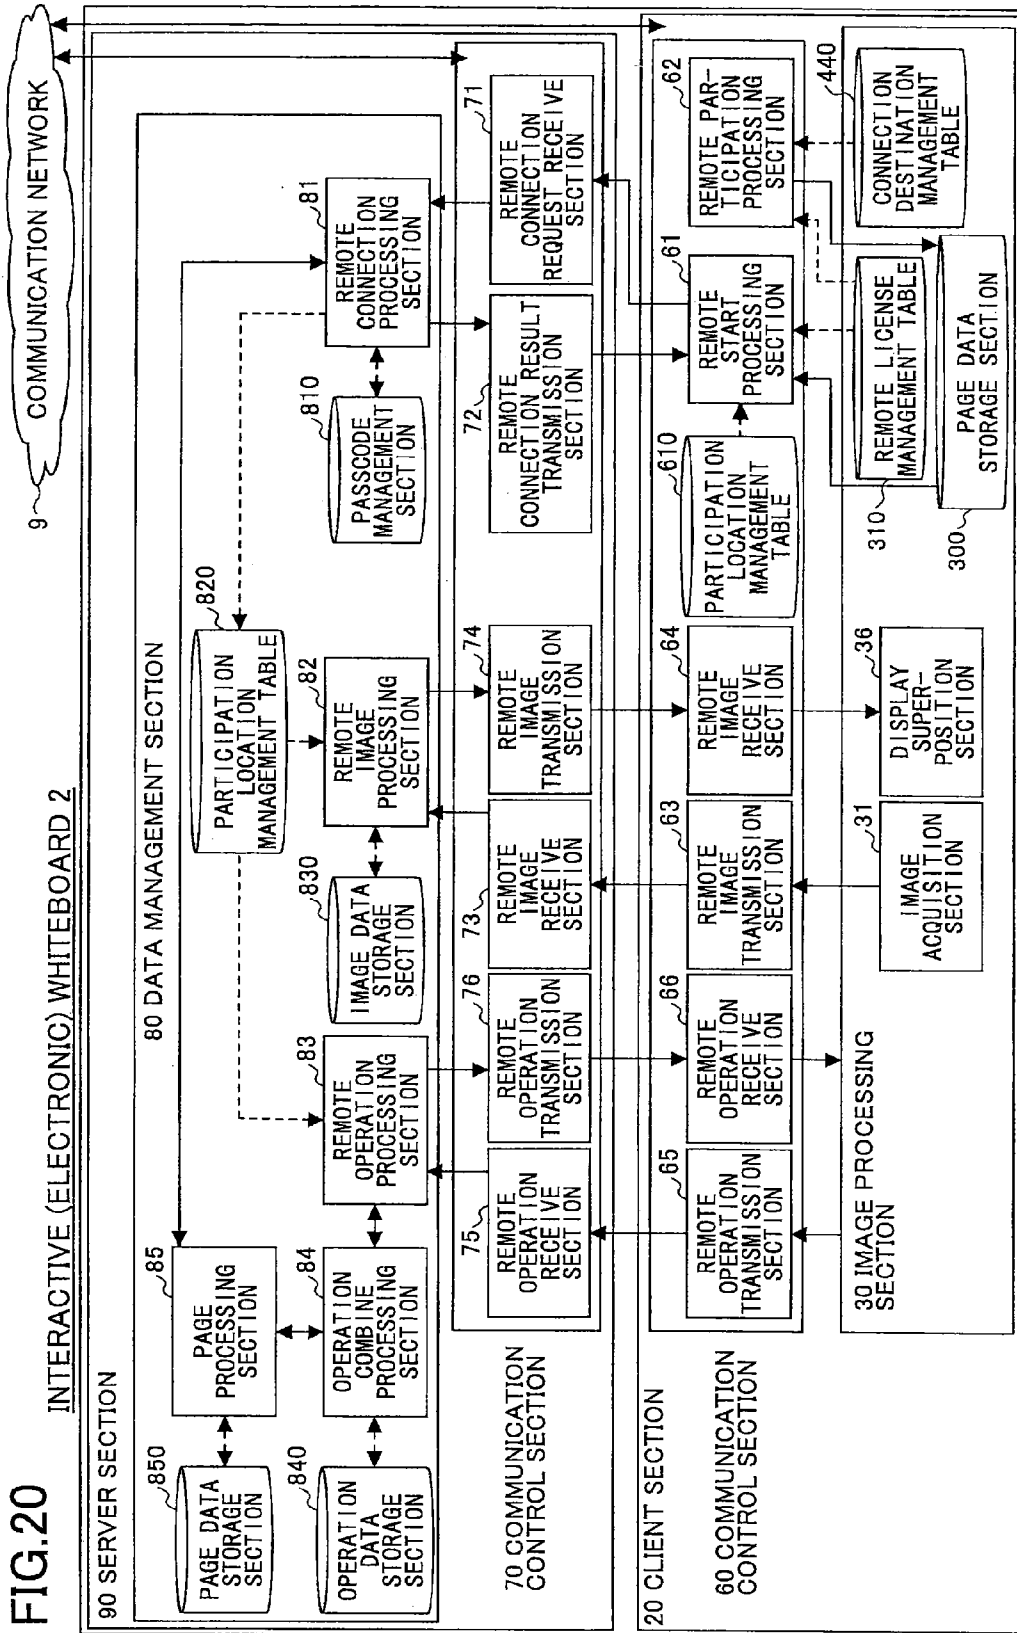 FIG.20
INTERACTIVE (ELECTRONIC) WHITEBOARD 2
9
COMMUNICATION NETWORK
90 SERVER SECTION
80 DATA MANAGEMENT SECTION
850
PAGE DATA
STORAGE
SECTION
85
PAGE
PROCESSING
SECTION
820
PARTICIPATION
LOCATION
MANAGEMENT TABLE
840
OPERATION
DATA
STORAGE
SECTION
84
OPERATION
COMBINE
PROCESSING
SECTION
83
REMOTE
OPERATION
PROCESSING
SECTION
830
IMAGE DATA
STORAGE
SECTION
82
REMOTE
IMAGE
PROCESSING
SECTION
810
PASSCODE
MANAGEMENT
SECTION
81
REMOTE
CONNECTION
PROCESSING
SECTION
70 COMMUNICATION
CONTROL SECTION
75
REMOTE
OPERATION
RECEIVE
SECTION
76
REMOTE
OPERATION
TRANSMISSION
SECTION
73
REMOTE
IMAGE
RECEIVE
SECTION
74
REMOTE
IMAGE
TRANSMISSION
SECTION
72
REMOTE
CONNECTION RESULT
TRANSMISSION
SECTION
71
REMOTE
CONNECTION
REQUEST RECEIVE
SECTION
20 CLIENT SECTION
60 COMMUNICATION
CONTROL SECTION
65
REMOTE
OPERATION
TRANSMISSION
SECTION
66
REMOTE
OPERATION
RECEIVE
SECTION
63
REMOTE
IMAGE
TRANSMISSION
SECTION
64
REMOTE
IMAGE
RECEIVE
SECTION
610
PARTICIPATION
LOCATION
MANAGEMENT
TABLE
61
REMOTE
START
PROCESSING
SECTION
62
REMOTE PAR-
TICIPATION
PROCESSING
SECTION
30 IMAGE PROCESSING
SECTION
31
IMAGE
ACQUISITION
SECTION
36
DISPLAY
SUPER-
POSITION
SECTION
310
REMOTE LICENSE
MANAGEMENT TABLE
440
CONNECTION
DESTINATION
MANAGEMENT
TABLE
300
PAGE DATA
STORAGE SECTION